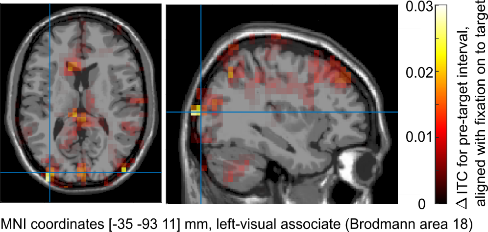 0.03
0.02
0.01
Δ ITC for pre-target interval,
aligned with fixation on to target
MNI coordinates [-35 -93 11] mm, left-visual associate (Brodmann area 18)